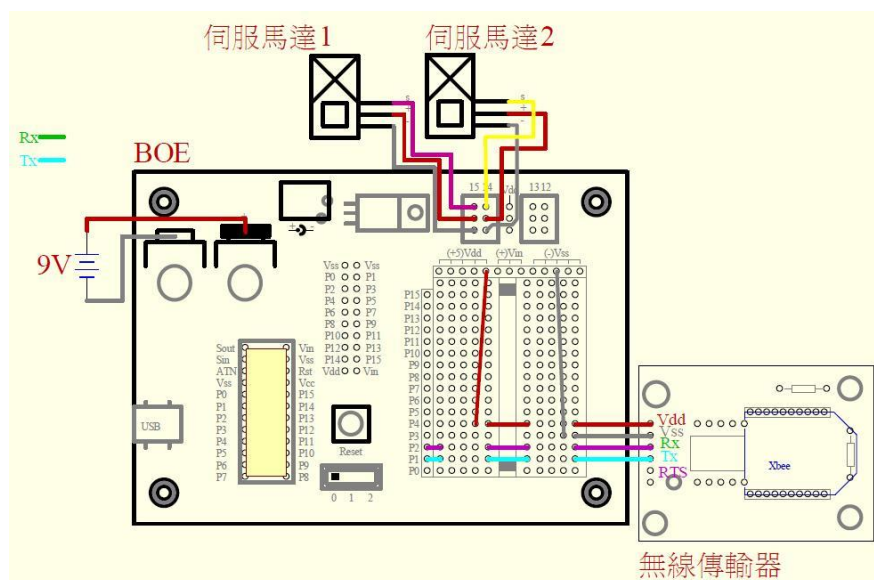 伺服馬達1 伺服馬達2
s
+
-
s
+
-
Rx
Tx
BOE
15 14 Vdd 13 12
+
+ -
9V
(+5)Vdd (+)Vin (-)Vss
Vss Vss
P0 P1
P2 P3
P4 P5
P6 P7
P8 P9
P10 P11
P12 P13
P14 P15
Vdd Vin
P15
P14
P13
P12
P11
P10
P9
P8
P7
P6
P5
P4
P3
P2
P1
P0
Sout Vin
Sin Vss
ATN Rst
Vss Vcc
P0 P15
P1 P14
P2 P13
P3 P12
P4 P11
P5 P10
P6 P9
P7 P8
USB
Reset
0 1 2
Vdd
Vss
Rx
Tx
RTS
Xbee
無線傳輸器